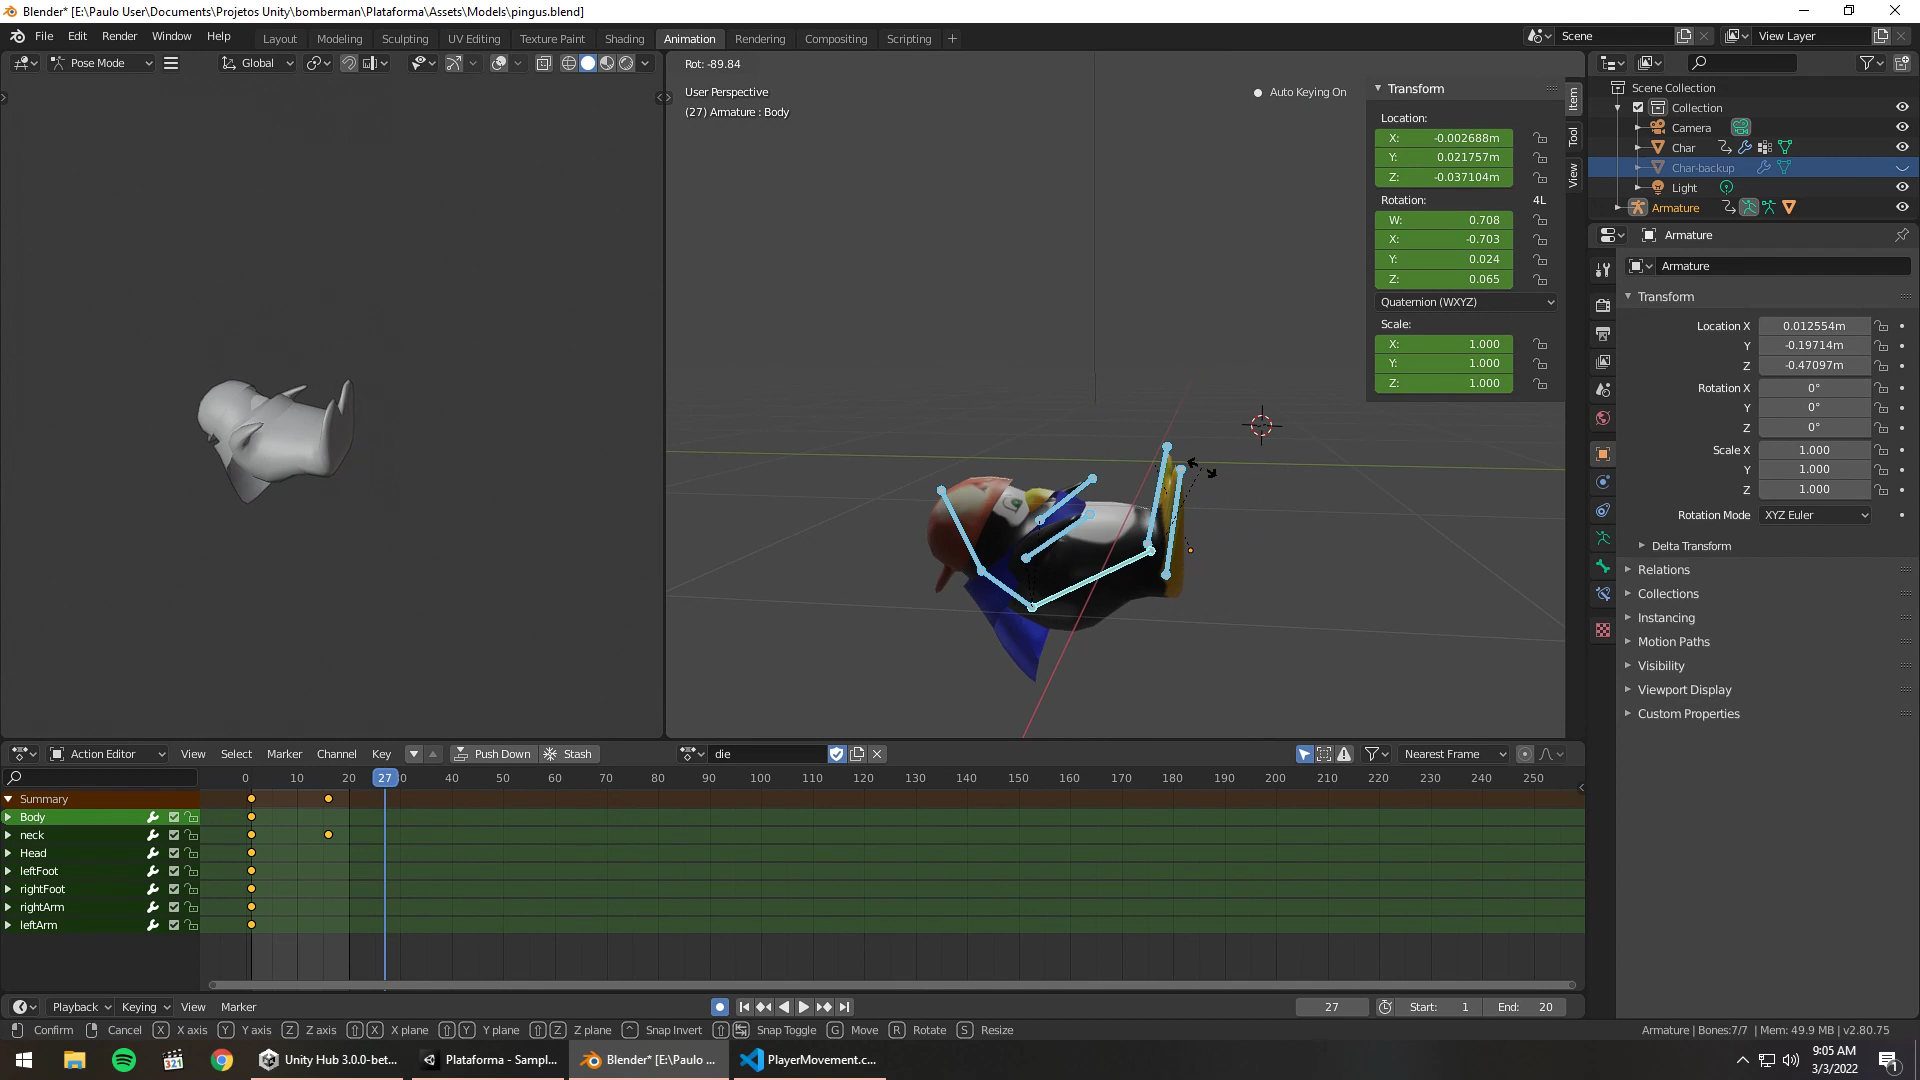 Blender* [E:\Paulo User\Documents\Projetos Unity\bomberman\Plataforma\Assets\Models\pingus.blend]
File Edit Render Window Help Layout Modeling Sculpting UV Editing Texture Paint Shading Animation Rendering Compositing Scripting + Scene View Layer
Pose Mode Global Rot: -89.84
User Perspective
(27) Armature : Body
Auto Keying On
Transform
Location:
X: -0.002688m
Y: 0.021757m
Z: -0.037104m
Rotation: 4L
W: 0.708
X: -0.703
Y: 0.024
Z: 0.065
Quaternion (WXYZ)
Scale:
X: 1.000
Y: 1.000
Z: 1.000
Item
Tool
View
Scene Collection
Collection
Camera
Char
Char-backup
Light
Armature
Armature
Armature
Transform
Location X 0.012554m
Y -0.19714m
Z -0.47097m
Rotation X 0°
Y 0°
Z 0°
Scale X 1.000
Y 1.000
Z 1.000
Rotation Mode XYZ Euler
Delta Transform
Relations
Collections
Instancing
Motion Paths
Visibility
Viewport Display
Custom Properties
Action Editor View Select Marker Channel Key Push Down Stash die Nearest Frame
0 10 20 27 30 40 50 60 70 80 90 100 110 120 130 140 150 160 170 180 190 200 210 220 230 240 250
Summary
Body
neck
Head
leftFoot
rightFoot
rightArm
leftArm
Playback Keying View Marker 27 Start: 1 End: 20
Confirm Cancel X X axis Y Y axis Z Z axis X X plane Y Y plane Z Z plane Snap Invert Snap Toggle G Move R Rotate S Resize Armature | Bones:7/7 | Mem: 49.9 MB | v2.80.75
321 Unity Hub 3.0.0-bet... Plataforma - Sampl... Blender* [E:\Paulo ... PlayerMovement.c... 9:05 AM
3/3/2022
1